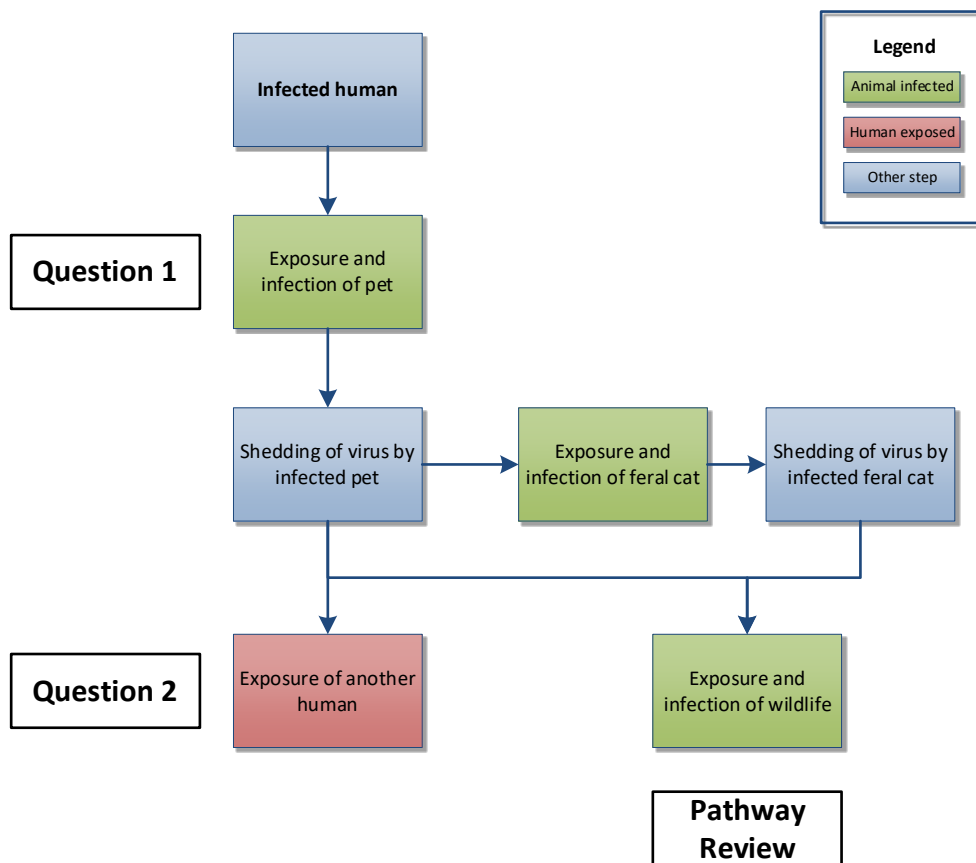 Infected human
Legend
Animal infected
Human exposed
Other step
Question 1
Exposure and
infection of pet
Shedding of virus by
infected pet
Exposure and
infection of feral cat
Shedding of virus by
infected feral cat
Question 2
Exposure of another
human
Exposure and
infection of wildlife
Pathway
Review